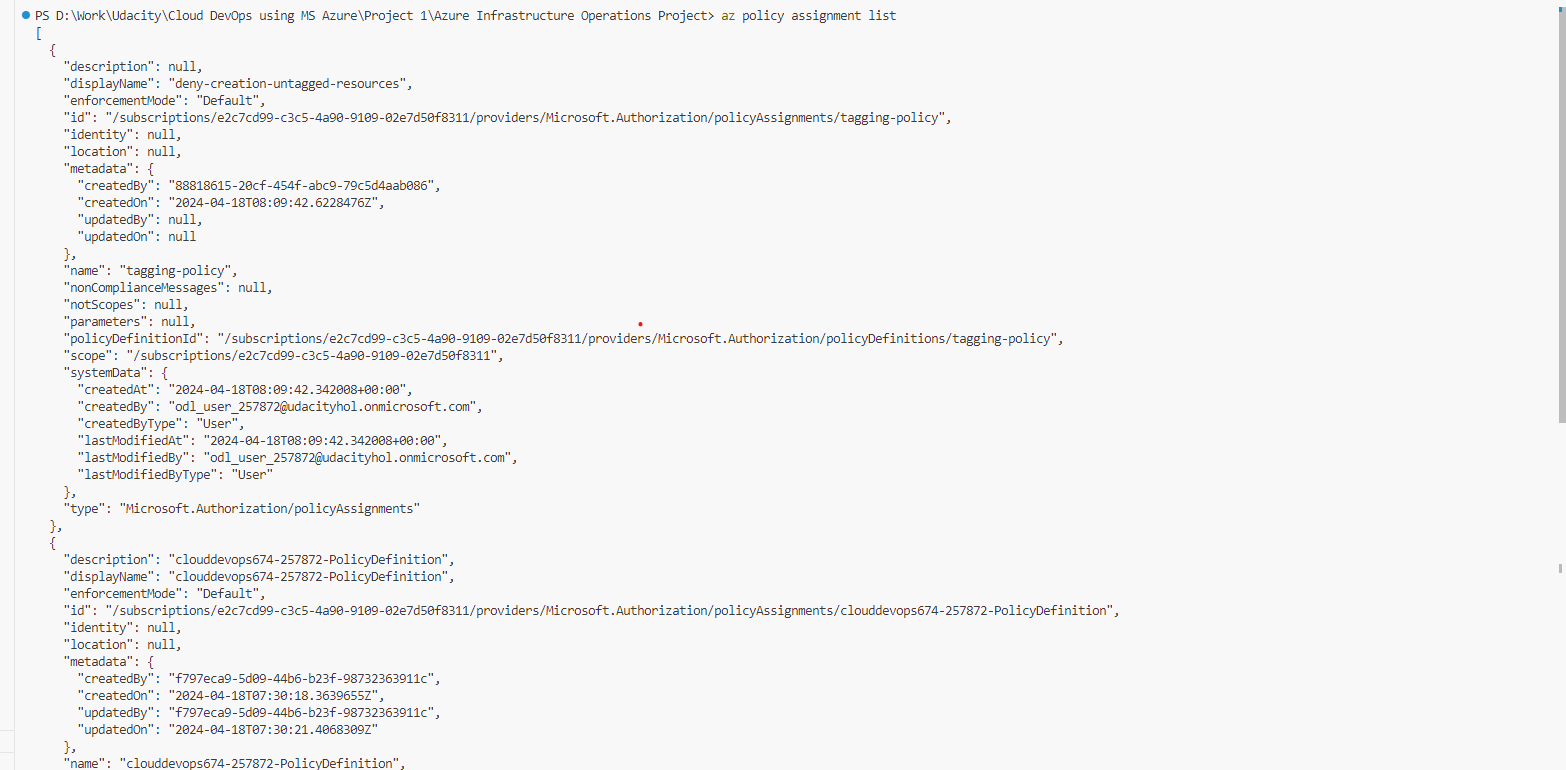 PS D:\Work\Udacity\Cloud DevOps using MS Azure\Project 1\Azure Infrastructure Operations Project> az policy assignment list
[
  {
    "description": null,
    "displayName": "deny-creation-untagged-resources",
    "enforcementMode": "Default",
    "id": "/subscriptions/e2c7cd99-c3c5-4a90-9109-02e7d50f8311/providers/Microsoft.Authorization/policyAssignments/tagging-policy",
    "identity": null,
    "location": null,
    "metadata": {
      "createdBy": "88818615-20cf-454f-abc9-79c5d4aab086",
      "createdOn": "2024-04-18T08:09:42.6228476Z",
      "updatedBy": null,
      "updatedOn": null
    },
    "name": "tagging-policy",
    "nonComplianceMessages": null,
    "notScopes": null,
    "parameters": null,
    "policyDefinitionId": "/subscriptions/e2c7cd99-c3c5-4a90-9109-02e7d50f8311/providers/Microsoft.Authorization/policyDefinitions/tagging-policy",
    "scope": "/subscriptions/e2c7cd99-c3c5-4a90-9109-02e7d50f8311",
    "systemData": {
      "createdAt": "2024-04-18T08:09:42.342008+00:00",
      "createdBy": "odl_user_257872@udacityhol.onmicrosoft.com",
      "createdByType": "User",
      "lastModifiedAt": "2024-04-18T08:09:42.342008+00:00",
      "lastModifiedBy": "odl_user_257872@udacityhol.onmicrosoft.com",
      "lastModifiedByType": "User"
    },
    "type": "Microsoft.Authorization/policyAssignments"
  },
  {
    "description": "clouddevops674-257872-PolicyDefinition",
    "displayName": "clouddevops674-257872-PolicyDefinition",
    "enforcementMode": "Default",
    "id": "/subscriptions/e2c7cd99-c3c5-4a90-9109-02e7d50f8311/providers/Microsoft.Authorization/policyAssignments/clouddevops674-257872-PolicyDefinition",
    "identity": null,
    "location": null,
    "metadata": {
      "createdBy": "f797eca9-5d09-44b6-b23f-98732363911c",
      "createdOn": "2024-04-18T07:30:18.3639655Z",
      "updatedBy": "f797eca9-5d09-44b6-b23f-98732363911c",
      "updatedOn": "2024-04-18T07:30:21.4068309Z"
    },
    "name": "clouddevops674-257872-PolicyDefinition",